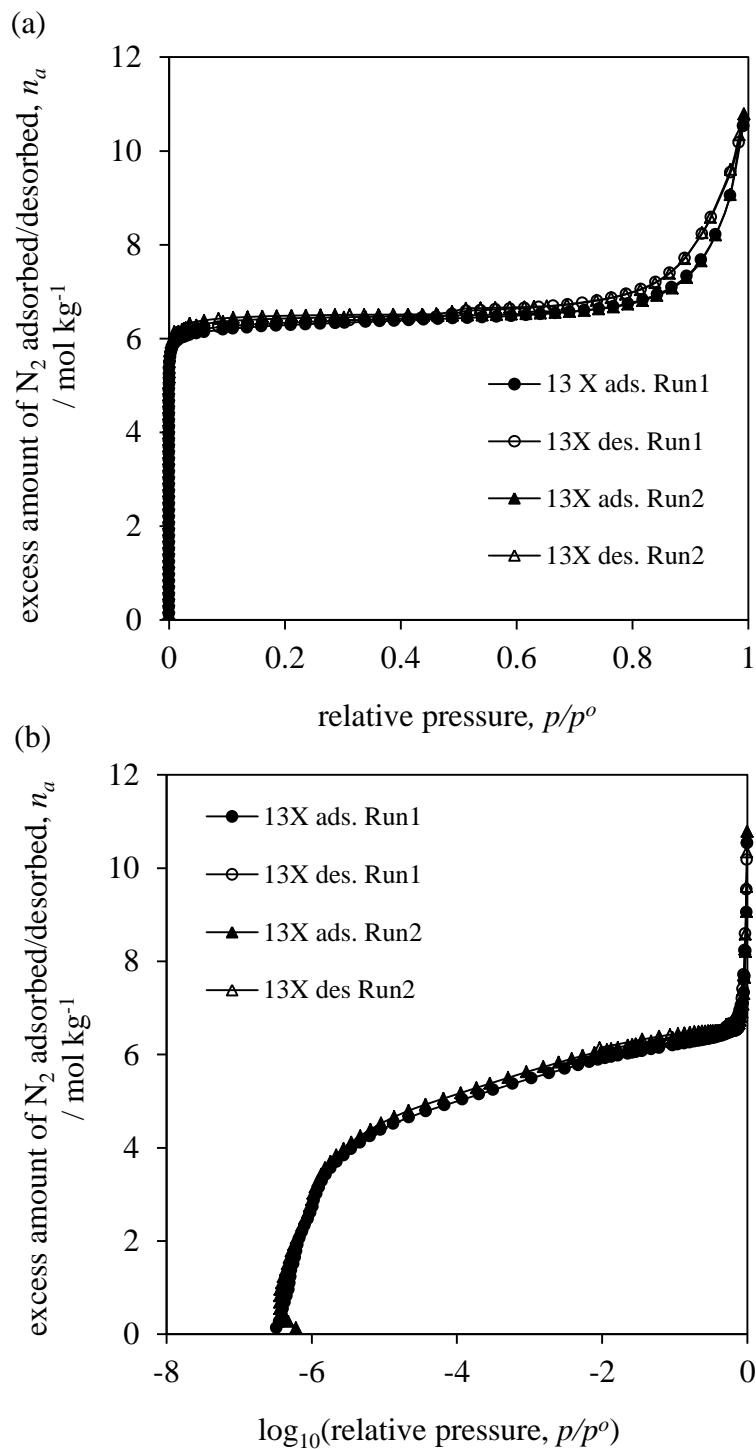 (a)
excess amount of N₂ adsorbed/desorbed, nₐ
/ mol kg⁻¹
12
10
8
6
4
2
0
13 X ads. Run1
13X des. Run1
13X ads. Run2
13X des. Run2
0 0.2 0.4 0.6 0.8 1
relative pressure, p/pᵒ
(b)
excess amount of N₂ adsorbed/desorbed, nₐ
/ mol kg⁻¹
12
10
8
6
4
2
0
13X ads. Run1
13X des. Run1
13X ads. Run2
13X des Run2
-8 -6 -4 -2 0
log₁₀(relative pressure, p/pᵒ)